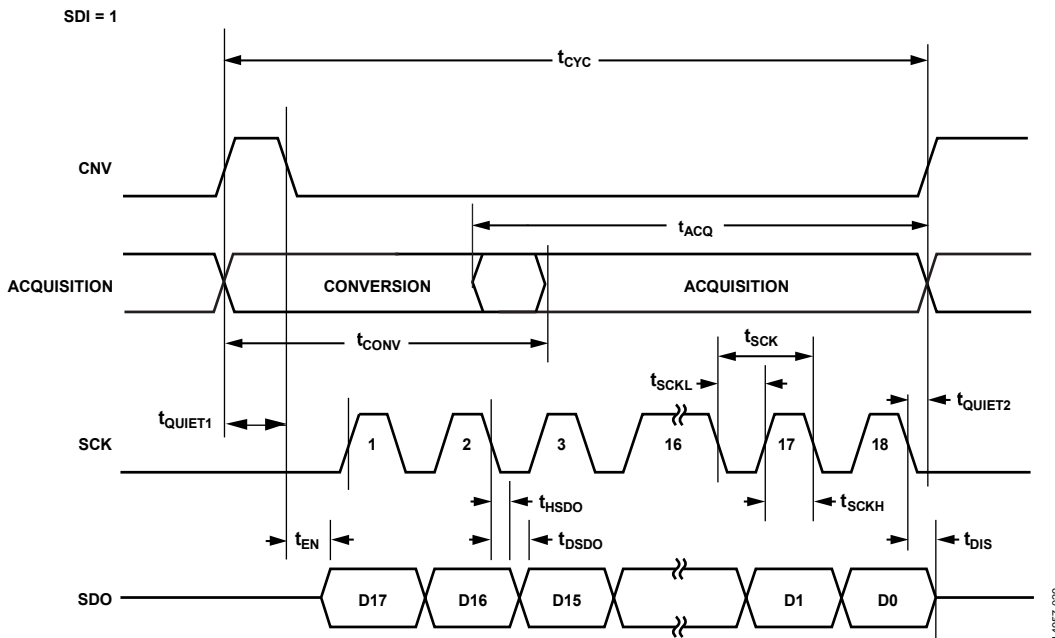 SDI = 1
tCYC
CNV
tACQ
ACQUISITION
CONVERSION
ACQUISITION
tCONV
tSCK
tSCKL
tQUIET1
tQUIET2
SCK
1
2
3
16
17
18
tHSDO
tSCKH
tEN
tDSDO
tDIS
SDO
D17
D16
D15
D1
D0